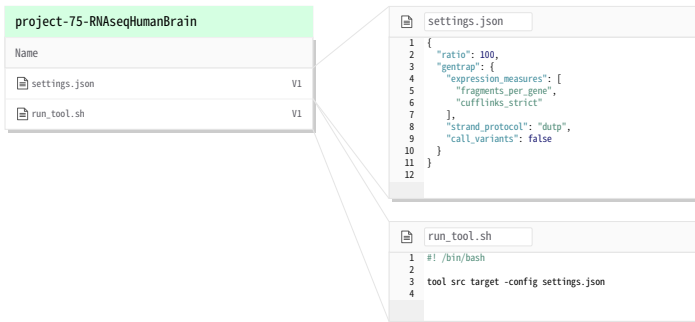 project-75-RNAseqHumanBrain
Name
settings.json V1
run_tool.sh V1
settings.json
1 {
2 "ratio": 100,
3 "gentrap": {
4 "expression_measures": [
5 "fragments_per_gene",
6 "cufflinks_strict"
7 ],
8 "strand_protocol": "dutp",
9 "call_variants": false
10 }
11 }
12
run_tool.sh
1 #! /bin/bash
2
3 tool src target -config settings.json
4